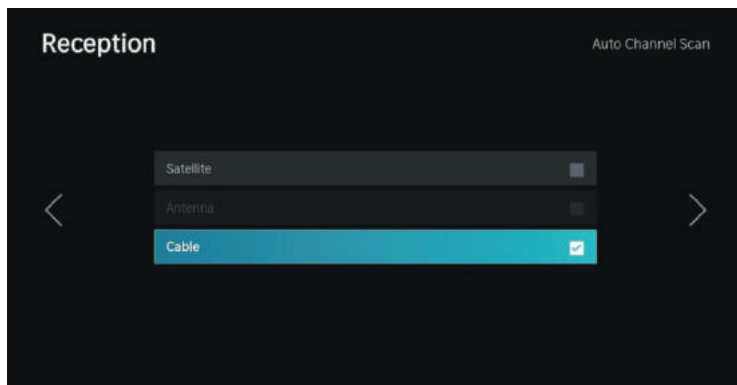 Reception
Auto Channel Scan
Satellite
Antenna
Cable